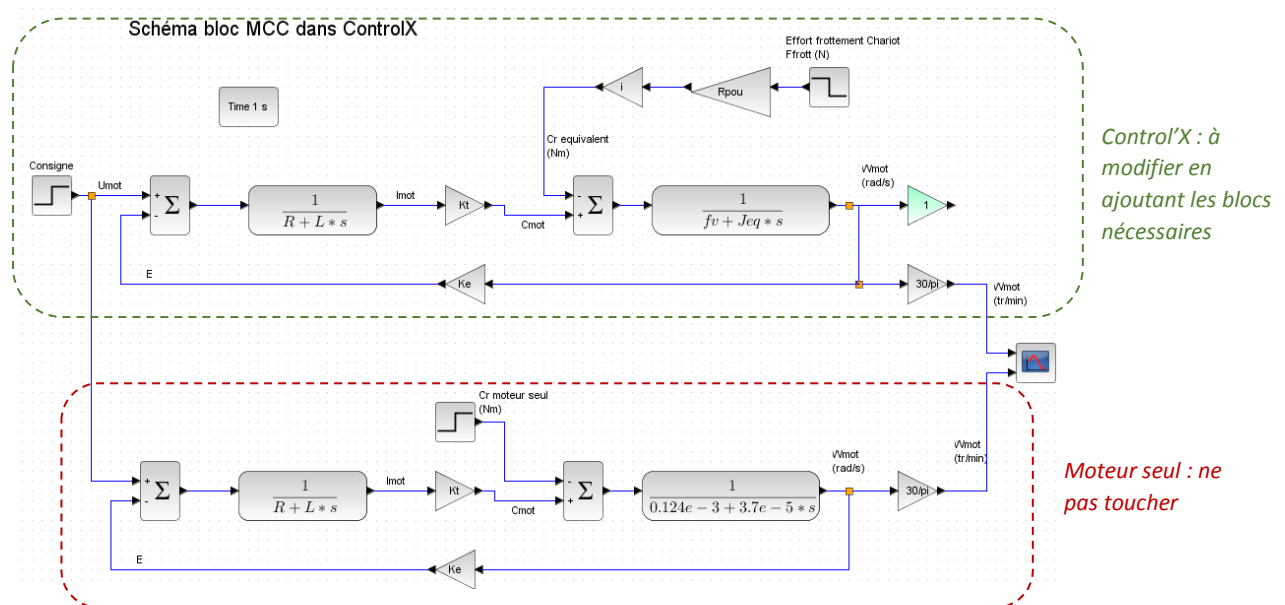 Schéma bloc MCC dans ControlX
Effort frottement Chariot
Ffrott (N)
Time 1 s
i
Rpou
Cr equivalent
(Nm)
Consigne
Umot
+
-
Σ
1
R + L * s
Imot
Kt
Cmot
-
+
Σ
1
fv + Jeq * s
Wmot
(rad/s)
1
E
Ke
30/pi
Wmot
(tr/min)
Control'X : à
modifier en
ajoutant les blocs
nécessaires
Cr moteur seul
(Nm)
+
-
Σ
1
R + L * s
Imot
Kt
Cmot
-
+
Σ
1
0.124e - 3 + 3.7e - 5 * s
Wmot
(rad/s)
30/pi
Wmot
(tr/min)
E
Ke
Moteur seul : ne
pas toucher